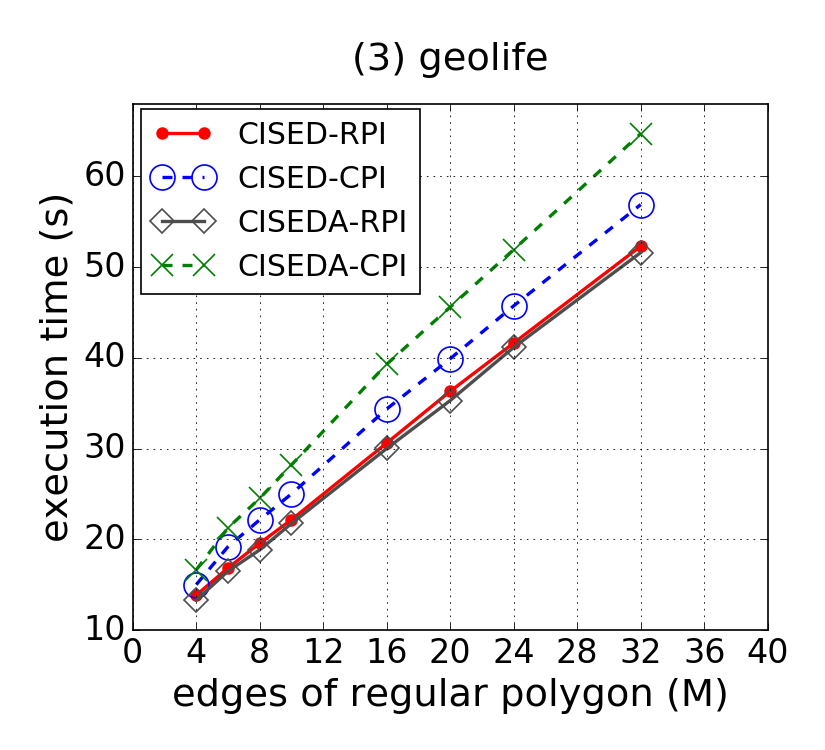 (3) geolife
CISED-RPI
CISED-CPI
CISEDA-RPI
CISEDA-CPI
execution time (s)
60
50
40
30
20
10
0 4 8 12 16 20 24 28 32 36 40
edges of regular polygon (M)